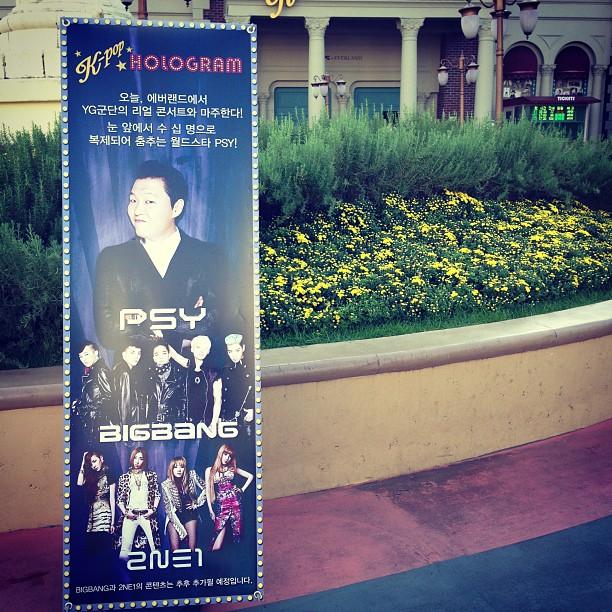 K-pop HOLOGRAM
오늘, 에버랜드에서
YG군단의 리얼 콘서트와 마주한다!
눈 앞에서 수 십 명으로
복제되어 춤추는 월드스타 PSY!
PSY
BIGBANG
2NE1
BIGBANG과 2NE1의 콘텐츠는 추후 추가될 예정입니다.
EVERLAND
TICKETS